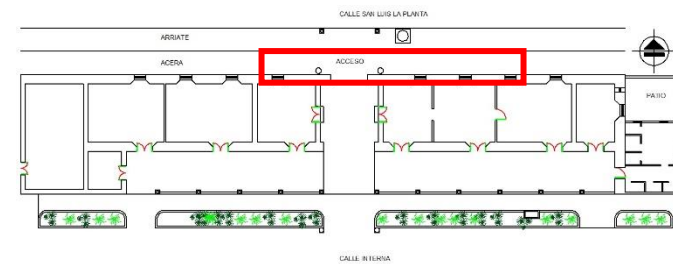 CALLE SAN LUIS LA PLANTA
ARRIATE
ACERA
ACCESO
PATIO
CALLE INTERNA